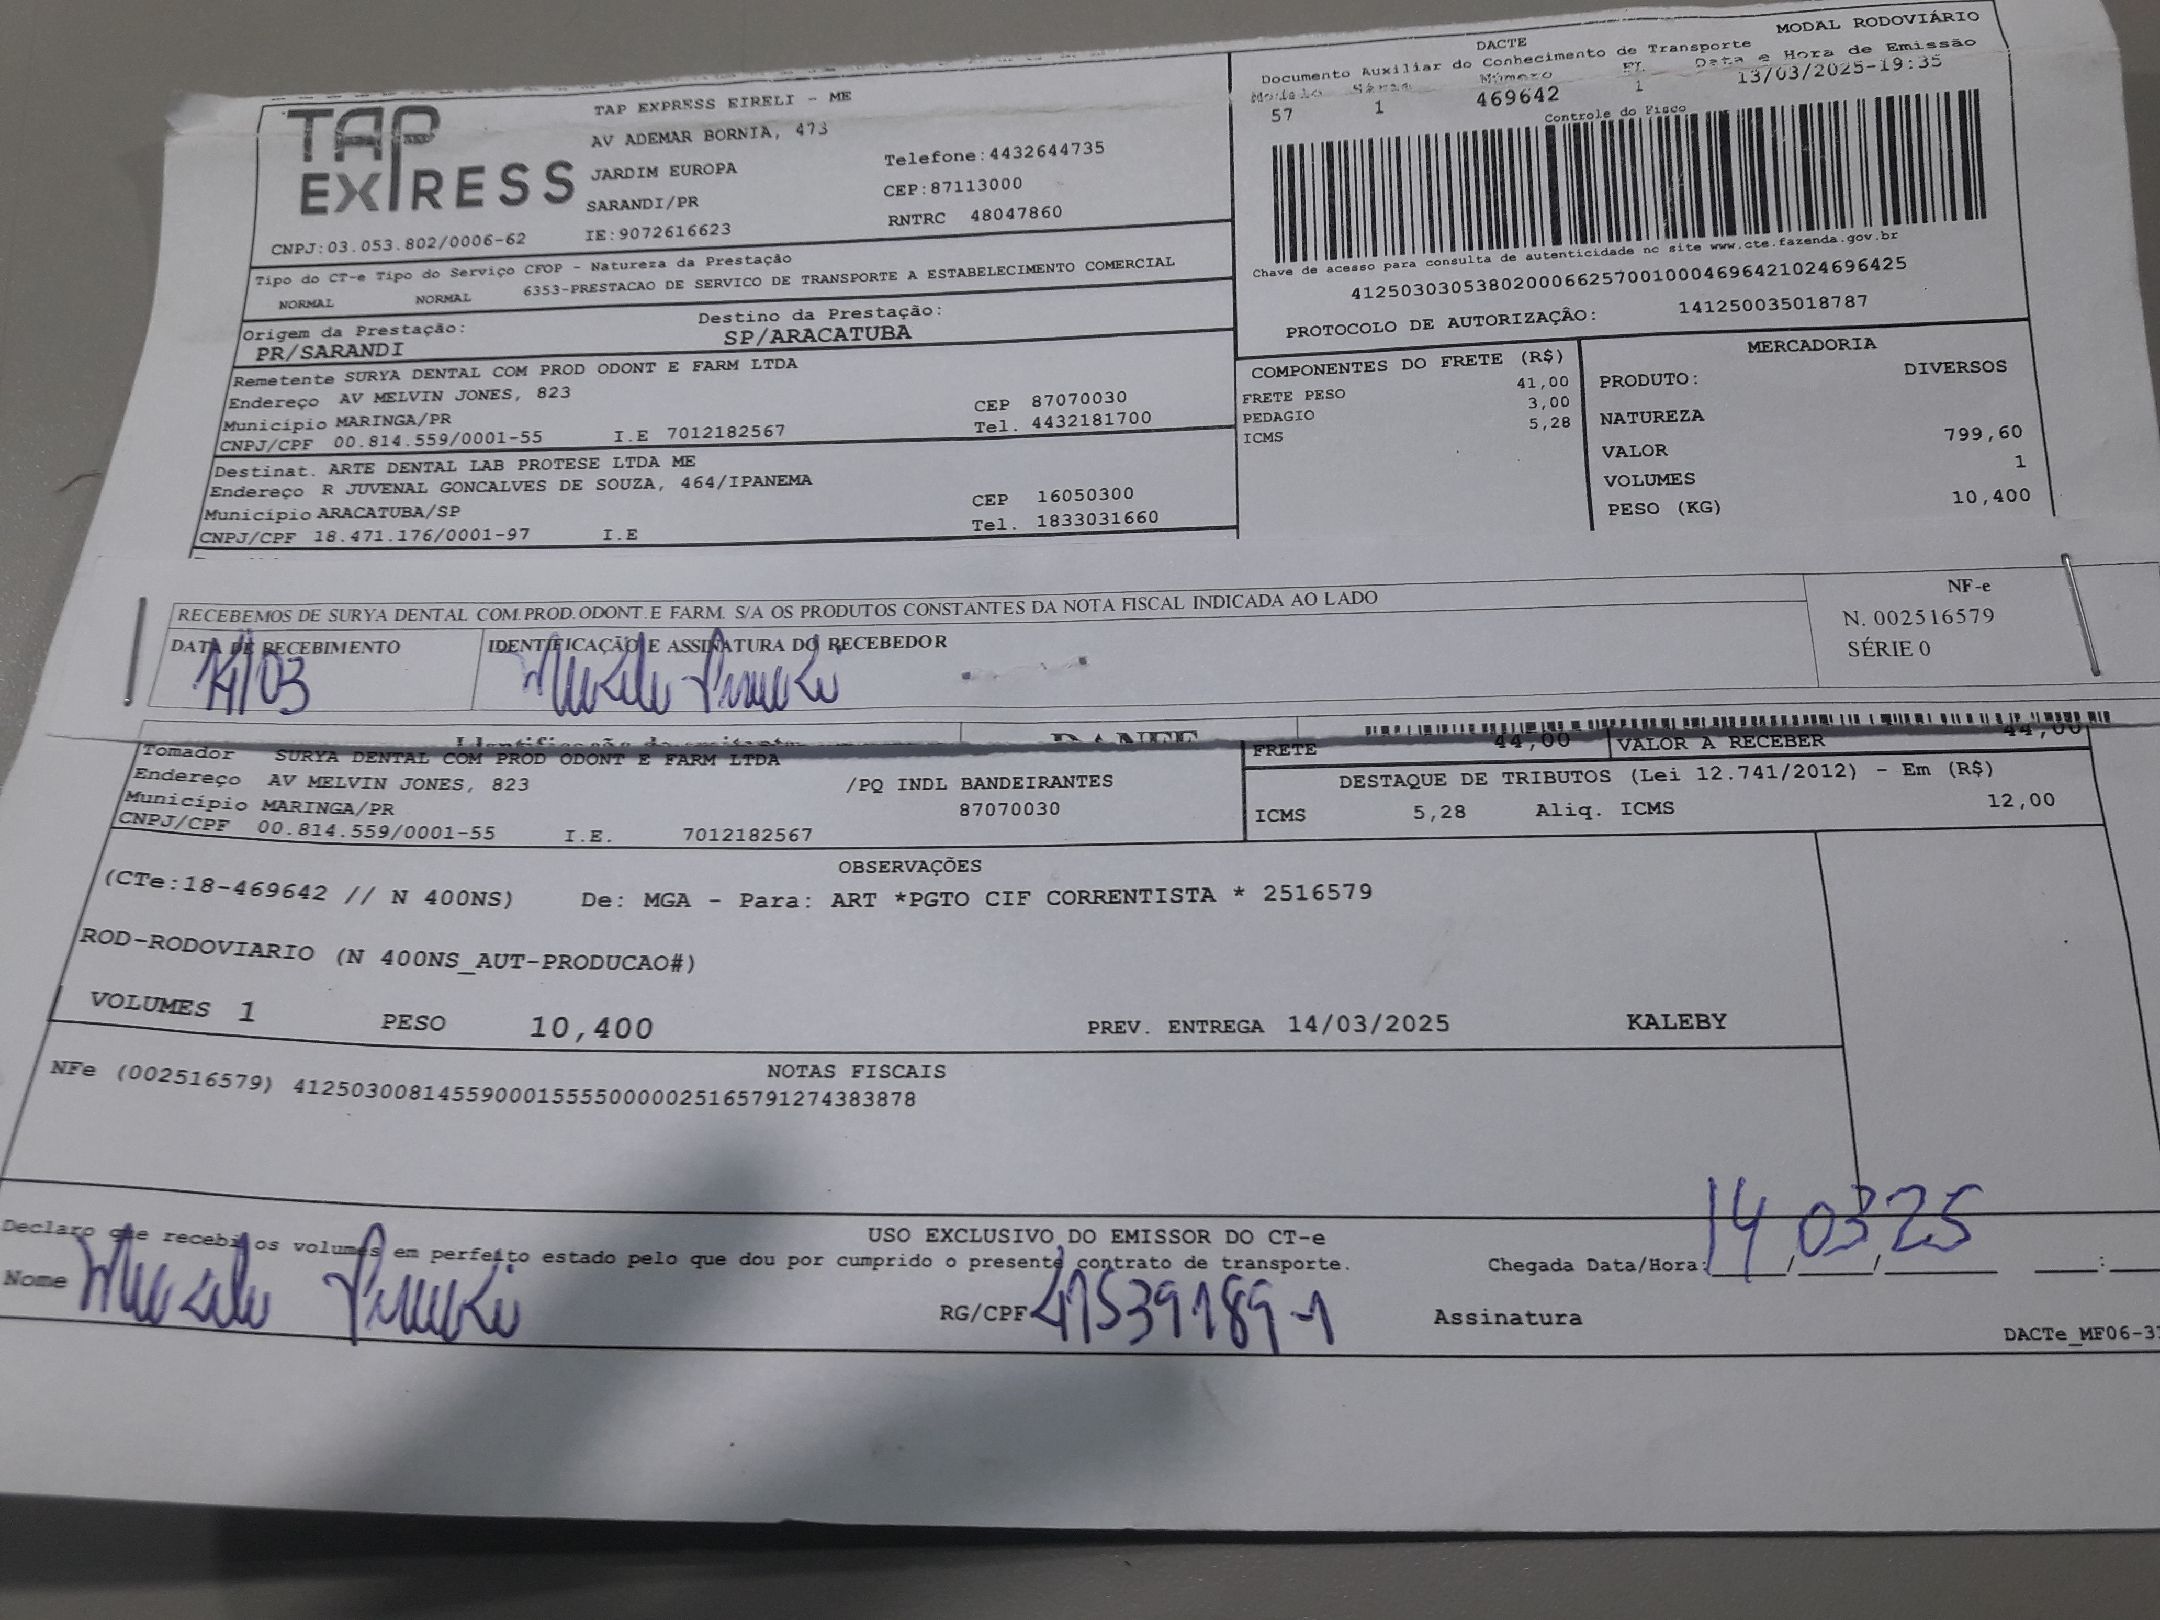 TAP EXPRESS
TAP EXPRESS EIRELI - ME
AV ADEMAR BORNIA, 473
JARDIM EUROPA
SARANDI/PR
Telefone:4432644735
CEP:87113000
RNTRC 48047860
CNPJ:03.053.802/0006-62 IE:9072616623
DACTE MODAL RODOVIÁRIO
Documento Auxiliar do Conhecimento de Transporte
Modelo Série Número FL Data e Hora de Emissão
57 1 469642 1 13/03/2025-19:35
Controle do Fisco
Chave de acesso para consulta de autenticidade no site www.cte.fazenda.gov.br
41250303053802000662570010004696421024696425
PROTOCOLO DE AUTORIZAÇÃO: 141250035018787
Tipo do CT-e Tipo do Serviço CFOP - Natureza da Prestação
NORMAL NORMAL 6353-PRESTACAO DE SERVICO DE TRANSPORTE A ESTABELECIMENTO COMERCIAL
Origem da Prestação: Destino da Prestação:
PR/SARANDI SP/ARACATUBA
Remetente SURYA DENTAL COM PROD ODONT E FARM LTDA
Endereço AV MELVIN JONES, 823 CEP 87070030
Municipio MARINGA/PR Tel. 4432181700
CNPJ/CPF 00.814.559/0001-55 I.E 7012182567
Destinat. ARTE DENTAL LAB PROTESE LTDA ME
Endereço R JUVENAL GONCALVES DE SOUZA, 464/IPANEMA CEP 16050300
Município ARACATUBA/SP Tel. 1833031660
CNPJ/CPF 18.471.176/0001-97 I.E
COMPONENTES DO FRETE (R$)
FRETE PESO 41,00
PEDAGIO 3,00
ICMS 5,28
MERCADORIA
PRODUTO: DIVERSOS
NATUREZA
VALOR 799,60
VOLUMES 1
PESO (KG) 10,400
RECEBEMOS DE SURYA DENTAL COM.PROD.ODONT.E FARM. S/A OS PRODUTOS CONSTANTES DA NOTA FISCAL INDICADA AO LADO
NF-e
N. 002516579
SÉRIE 0
DATA DE RECEBIMENTO IDENTIFICAÇÃO E ASSINATURA DO RECEBEDOR
14/03
Identificação do emitente DANFE
Tomador SURYA DENTAL COM PROD ODONT E FARM LTDA
Endereço AV MELVIN JONES, 823 /PQ INDL BANDEIRANTES
Município MARINGA/PR 87070030
CNPJ/CPF 00.814.559/0001-55 I.E. 7012182567
FRETE 44,00 VALOR A RECEBER 44,00
DESTAQUE DE TRIBUTOS (Lei 12.741/2012) - Em (R$)
ICMS 5,28 Aliq. ICMS 12,00
OBSERVAÇÕES
(CTe:18-469642 // N 400NS) De: MGA - Para: ART *PGTO CIF CORRENTISTA * 2516579
ROD-RODOVIARIO (N 400NS_AUT-PRODUCAO#)
VOLUMES 1 PESO 10,400 PREV. ENTREGA 14/03/2025 KALEBY
NOTAS FISCAIS
NFe (002516579) 41250300814559000155550000025165791274383878
USO EXCLUSIVO DO EMISSOR DO CT-e
Declaro que recebi os volumes em perfeito estado pelo que dou por cumprido o presente contrato de transporte.
Chegada Data/Hora: 14/03/25 :
Nome RG/CPF 41539189-1 Assinatura
DACTe_MF06-3